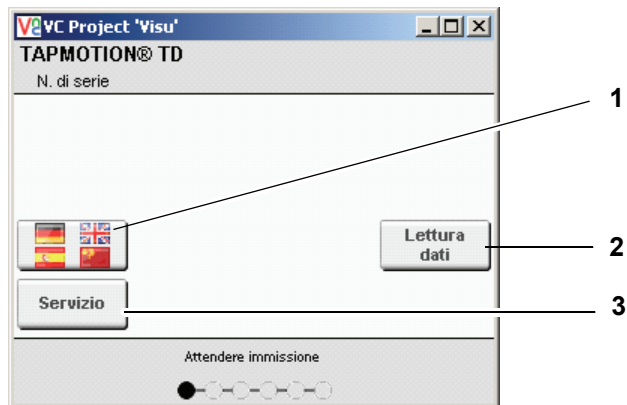 VC Project 'Visu'
TAPMOTION® TD
N. di serie
1
Lettura
dati
2
Servizio
3
Attendere immissione